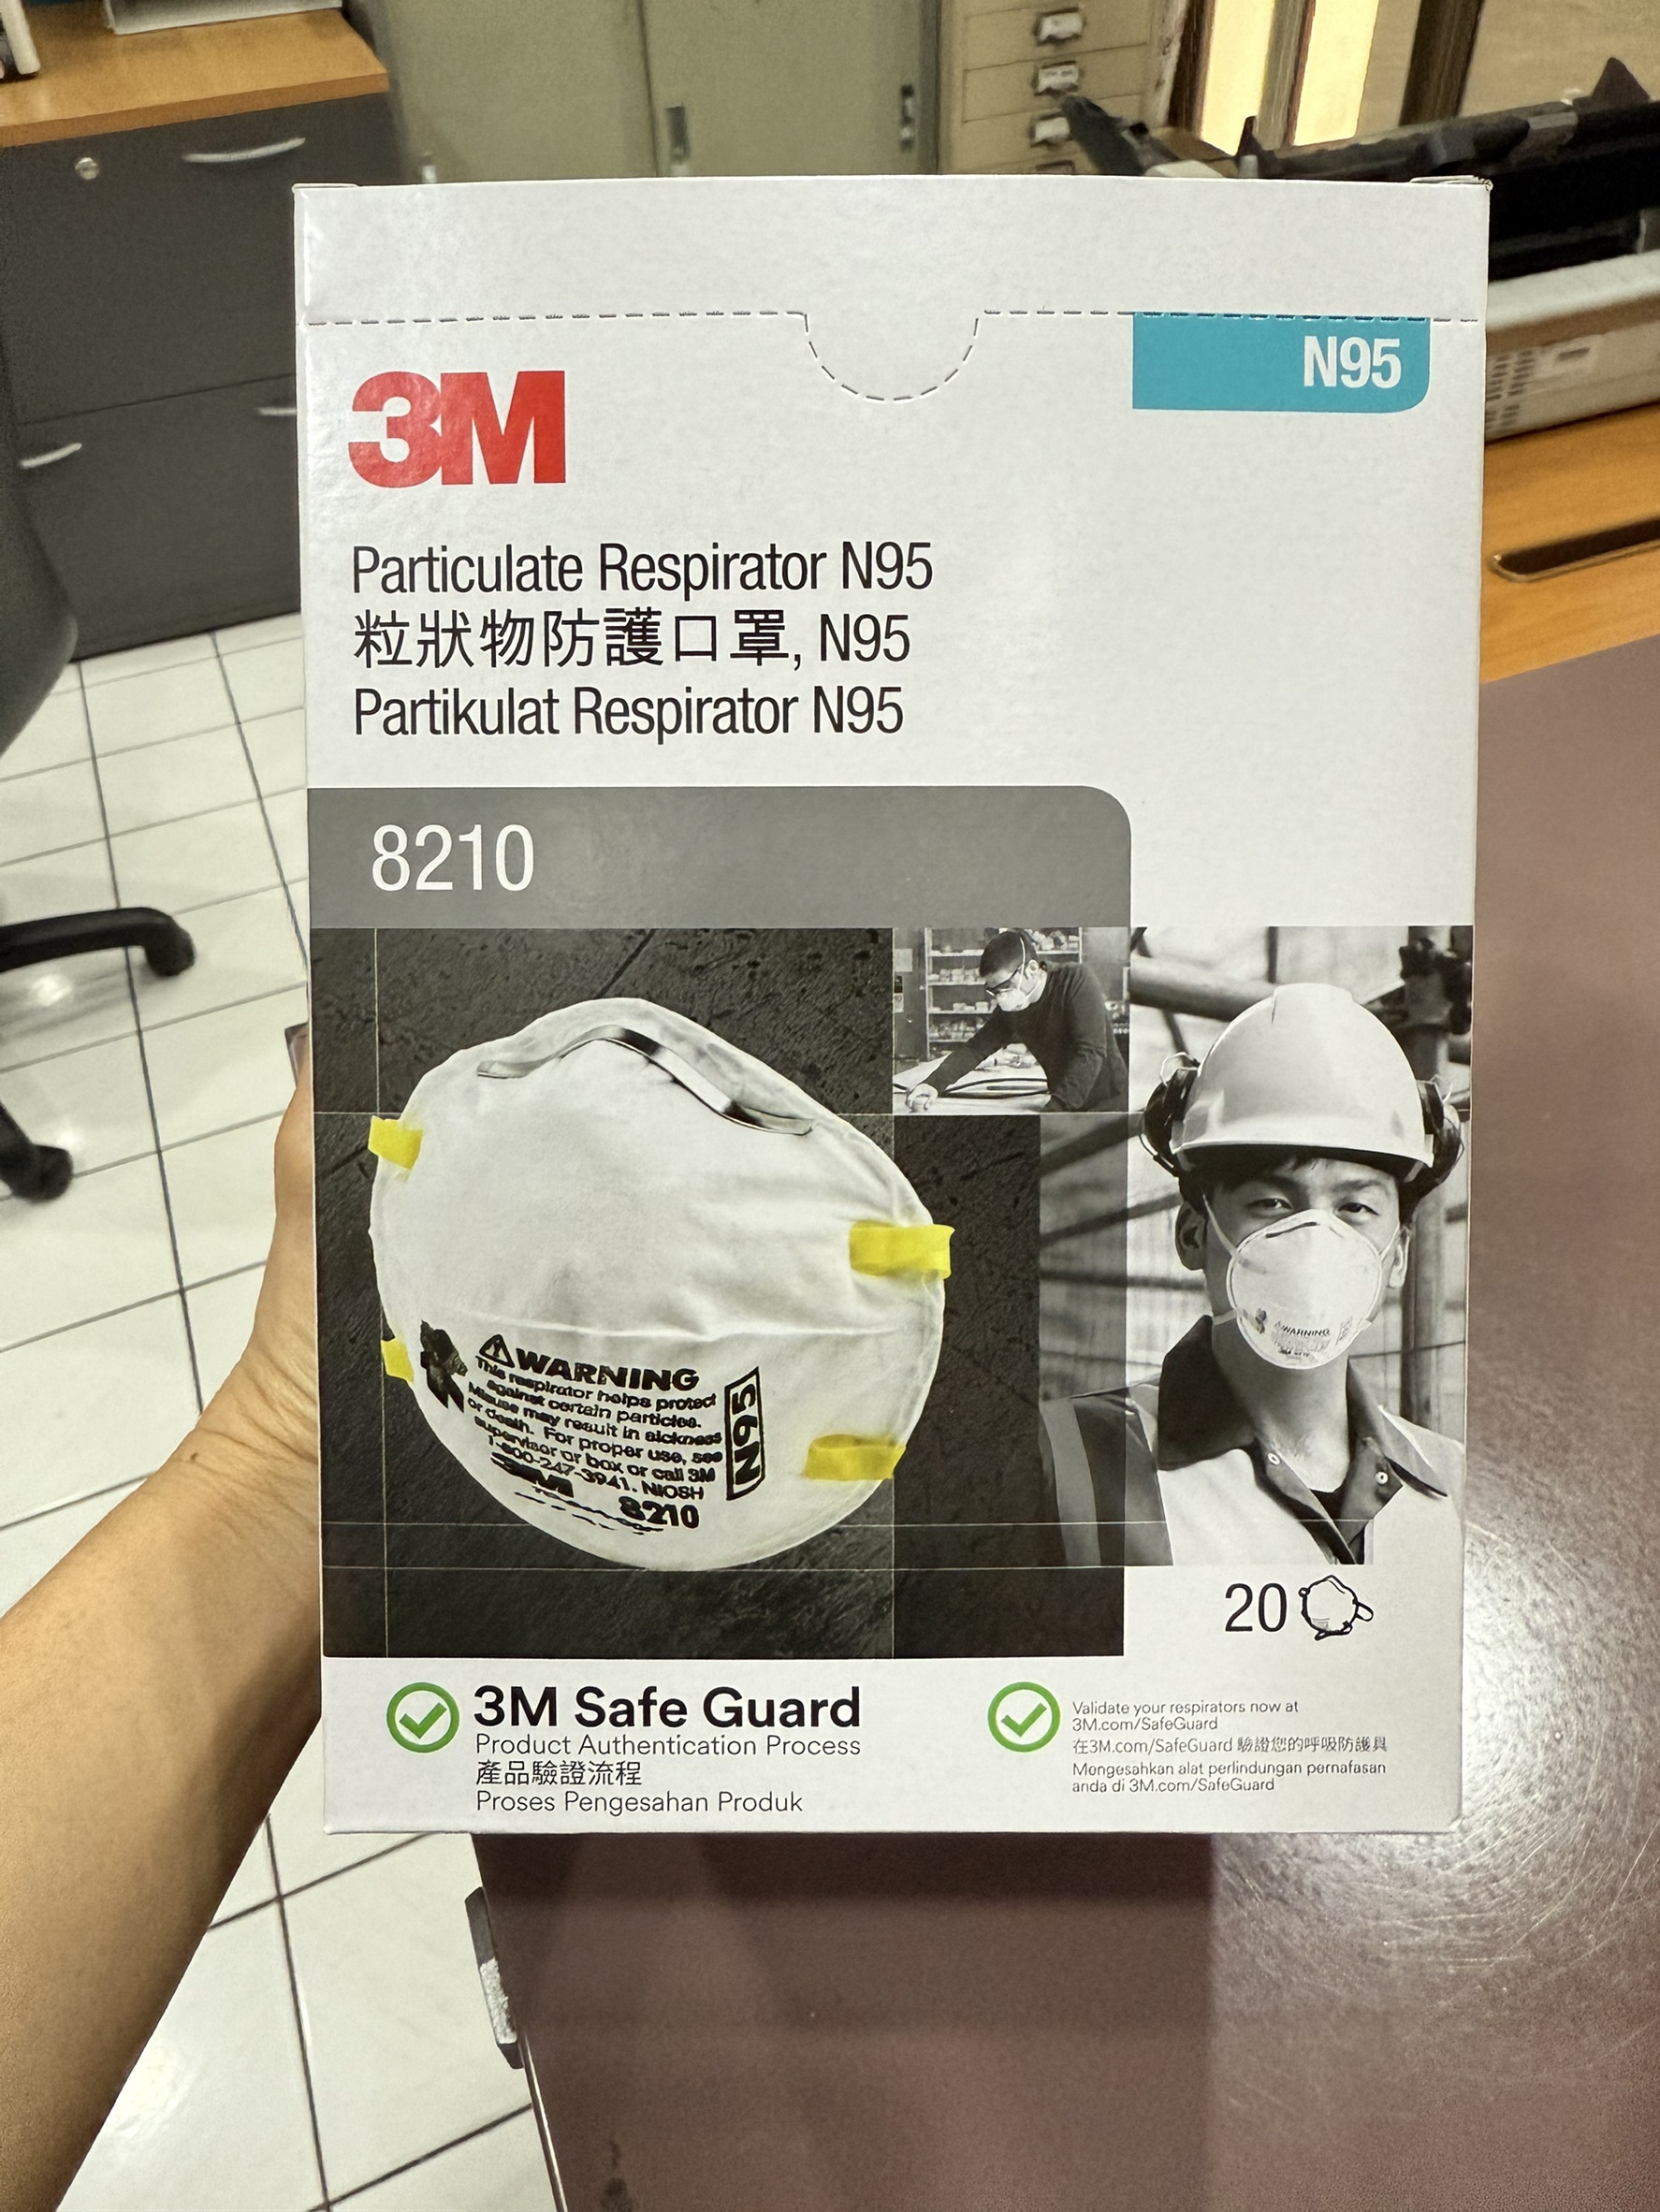 N95
3M
Particulate Respirator N95
粒狀物防護口罩, N95
Partikulat Respirator N95
8210
WARNING
This respirator helps protect
against certain particles.
Misuse may result in sickness
or death. For proper use, see
supervisor or box or call 3M
1-800-247-3941. NIOSH
3M
8210
N95
WARNING
20
3M Safe Guard
Product Authentication Process
產品驗證流程
Proses Pengesahan Produk
Validate your respirators now at
3M.com/SafeGuard
在3M.com/SafeGuard 驗證您的呼吸防護具
Mengesahkan alat perlindungan pernafasan
anda di 3M.com/SafeGuard